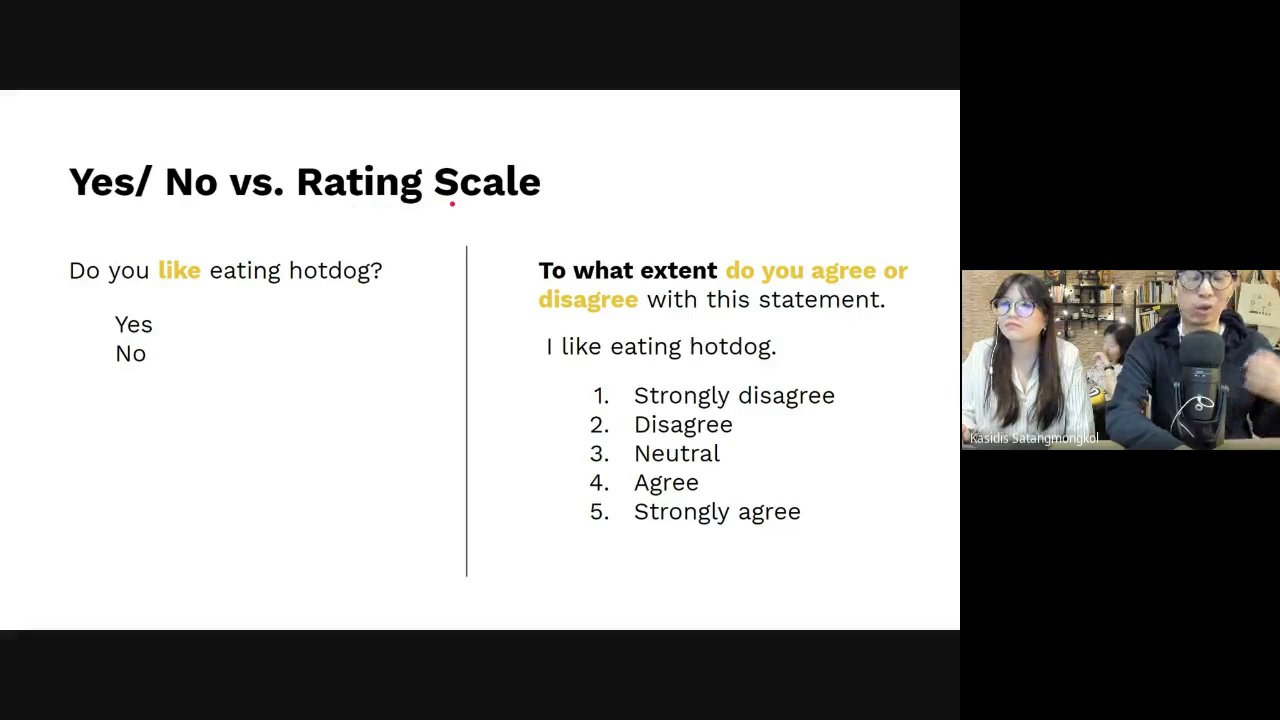 Yes/ No vs. Rating Scale
Do you like eating hotdog?
Yes
No
To what extent do you agree or
disagree with this statement.
I like eating hotdog.
1. Strongly disagree
2. Disagree
3. Neutral
4. Agree
5. Strongly agree
Kasidis Satangmongkol